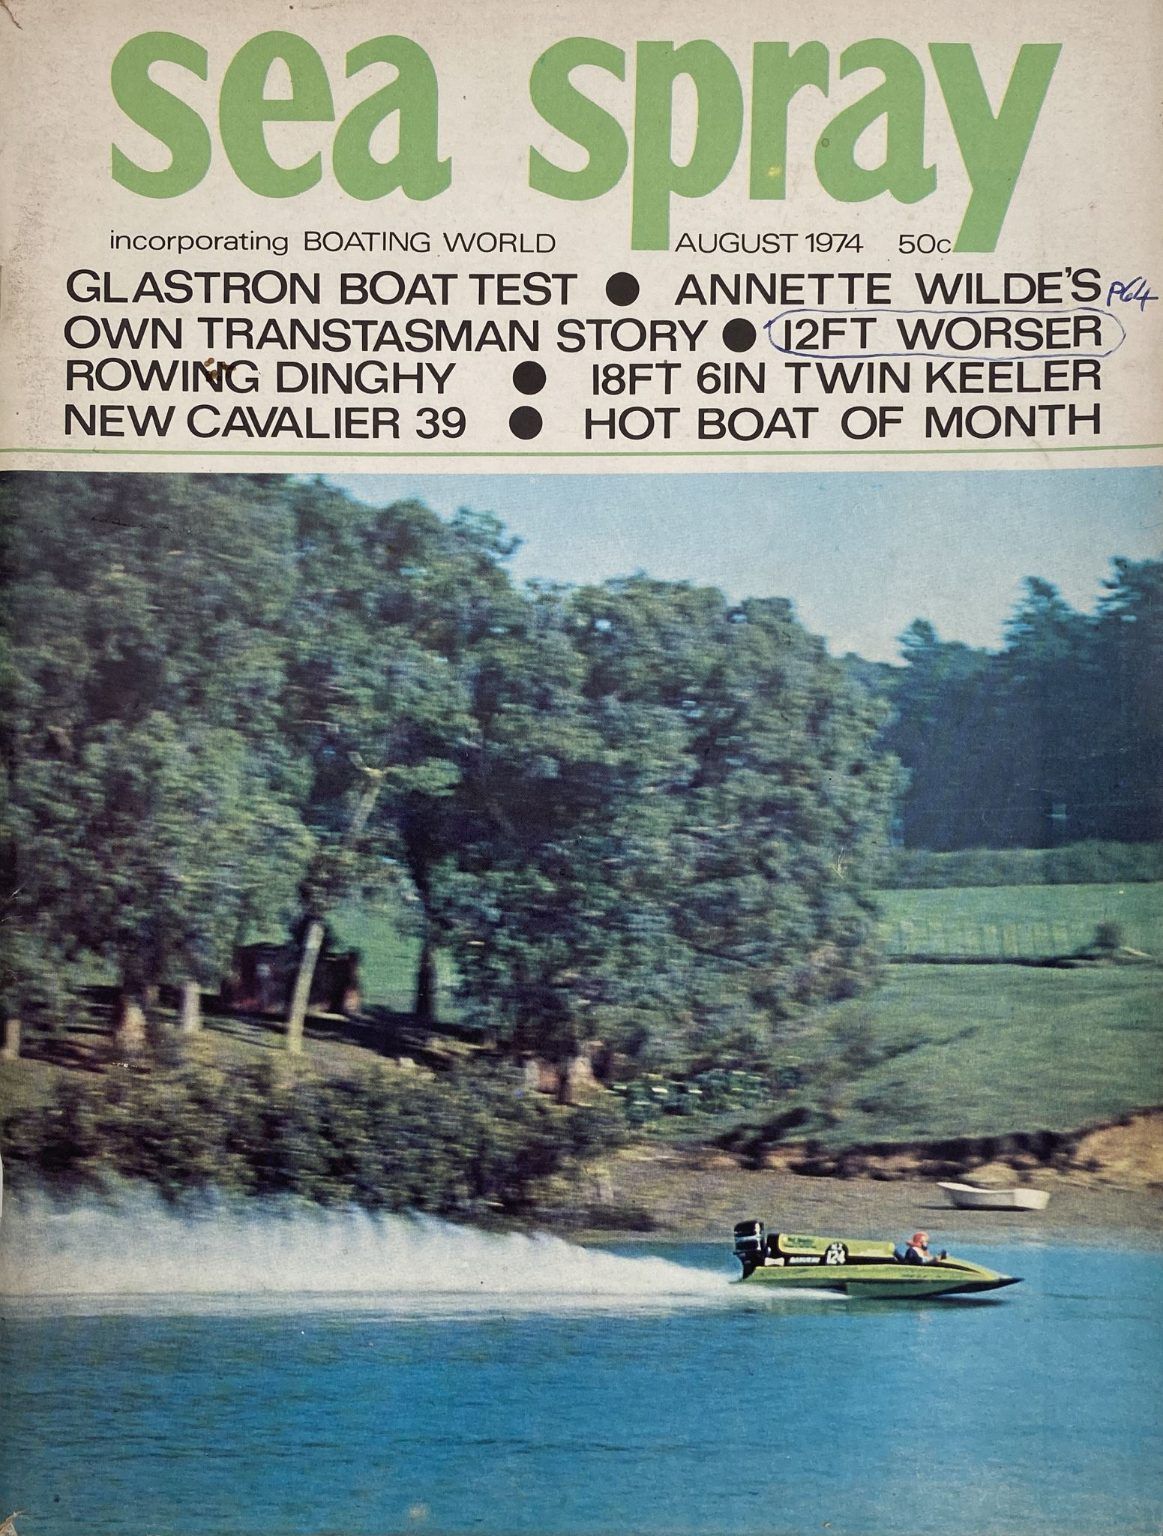 sea spray
incorporating BOATING WORLD AUGUST 1974 50c
GLASTRON BOAT TEST ● ANNETTE WILDE'S P64
OWN TRANSTASMAN STORY ● 12FT WORSER
ROWING DINGHY ● 18FT 6IN TWIN KEELER
NEW CAVALIER 39 ● HOT BOAT OF MONTH
124